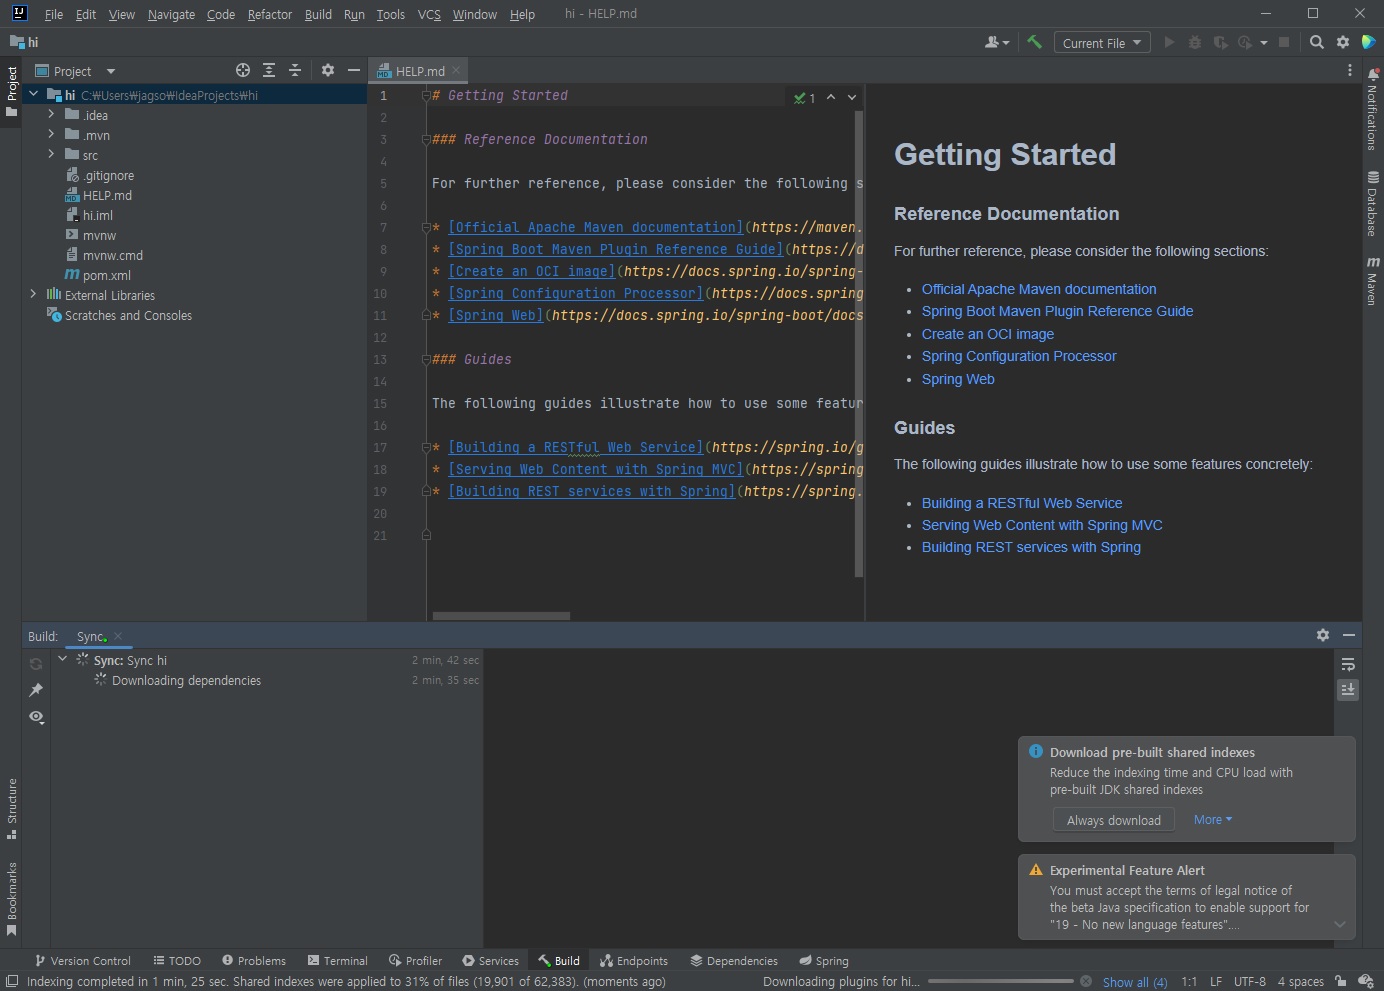 File Edit View Navigate Code Refactor Build Run Tools VCS Window Help hi - HELP.md
hi
Current File
Project
HELP.md
Project
hi C:₩Users₩jagso₩IdeaProjects₩hi
.idea
.mvn
src
.gitignore
HELP.md
hi.iml
mvnw
mvnw.cmd
pom.xml
External Libraries
Scratches and Consoles
1 # Getting Started
2
3 ### Reference Documentation
4
5 For further reference, please consider the following s
6
7 * [Official Apache Maven documentation](https://maven.
8 * [Spring Boot Maven Plugin Reference Guide](https://d
9 * [Create an OCI image](https://docs.spring.io/spring-
10 * [Spring Configuration Processor](https://docs.spring
11 * [Spring Web](https://docs.spring.io/spring-boot/docs
12
13 ### Guides
14
15 The following guides illustrate how to use some featur
16
17 * [Building a RESTful Web Service](https://spring.io/g
18 * [Serving Web Content with Spring MVC](https://spring
19 * [Building REST services with Spring](https://spring.
20
21
1
Getting Started
Reference Documentation
For further reference, please consider the following sections:
• Official Apache Maven documentation
• Spring Boot Maven Plugin Reference Guide
• Create an OCI image
• Spring Configuration Processor
• Spring Web
Guides
The following guides illustrate how to use some features concretely:
• Building a RESTful Web Service
• Serving Web Content with Spring MVC
• Building REST services with Spring
Notifications
Database
m Maven
Build: Sync
Sync: Sync hi 2 min, 42 sec
Downloading dependencies 2 min, 35 sec
Structure
Bookmarks
Download pre-built shared indexes
Reduce the indexing time and CPU load with
pre-built JDK shared indexes
Always download More
Experimental Feature Alert
You must accept the terms of legal notice of
the beta Java specification to enable support for
"19 - No new language features"....
Version Control TODO Problems Terminal Profiler Services Build Endpoints Dependencies Spring
Indexing completed in 1 min, 25 sec. Shared indexes were applied to 31% of files (19,901 of 62,383). (moments ago) Downloading plugins for hi... Show all (4) 1:1 LF UTF-8 4 spaces